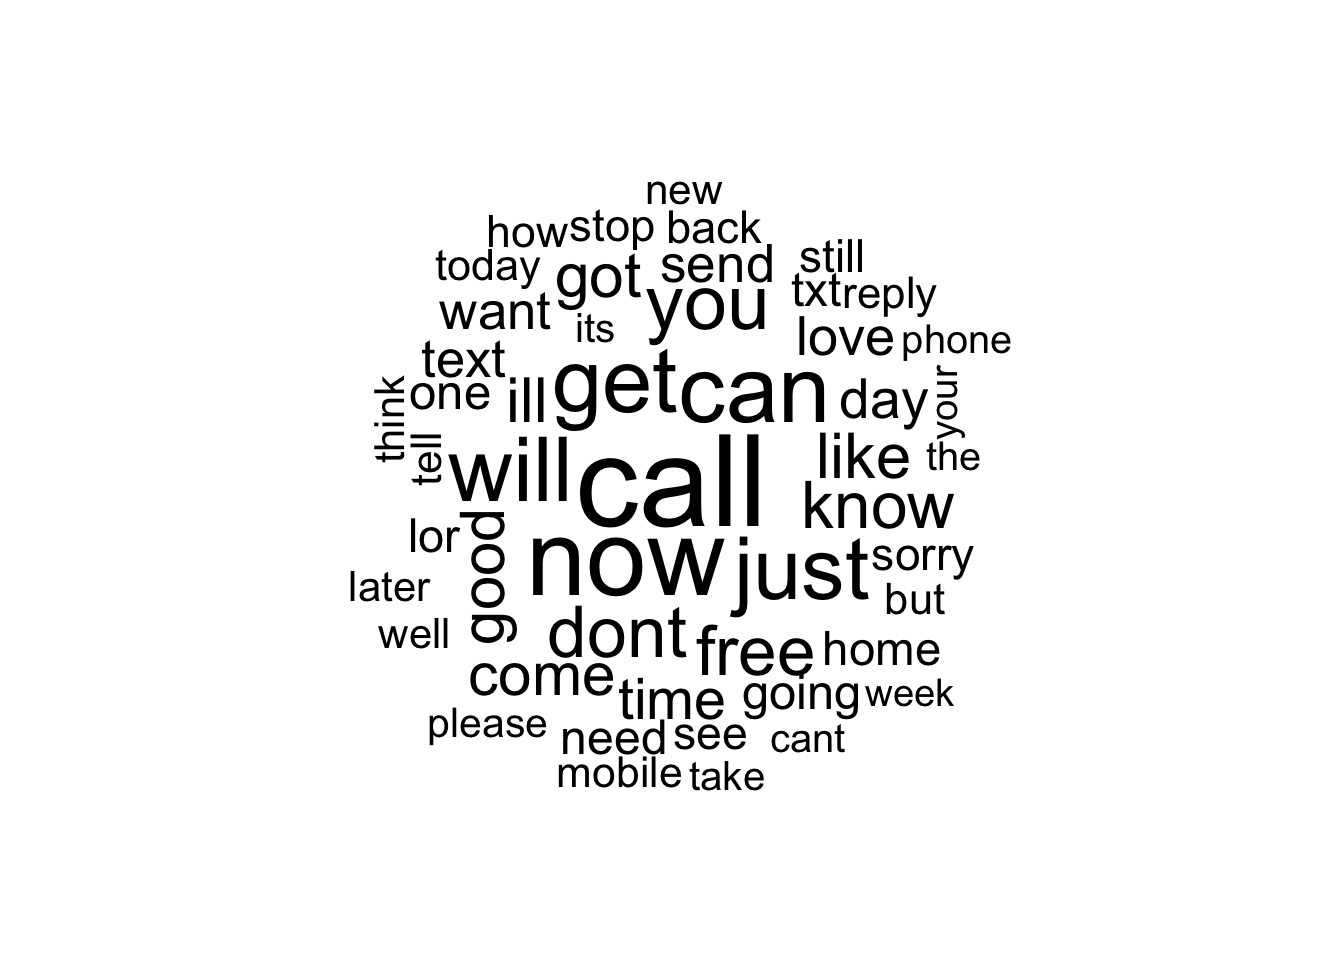 new
how stop back
today got send still
want its you txt reply
text love phone
think one ill get can day your
tell will call like the
know
lor good now just sorry
later but
well dont free home
come time going week
please need see cant
mobile take